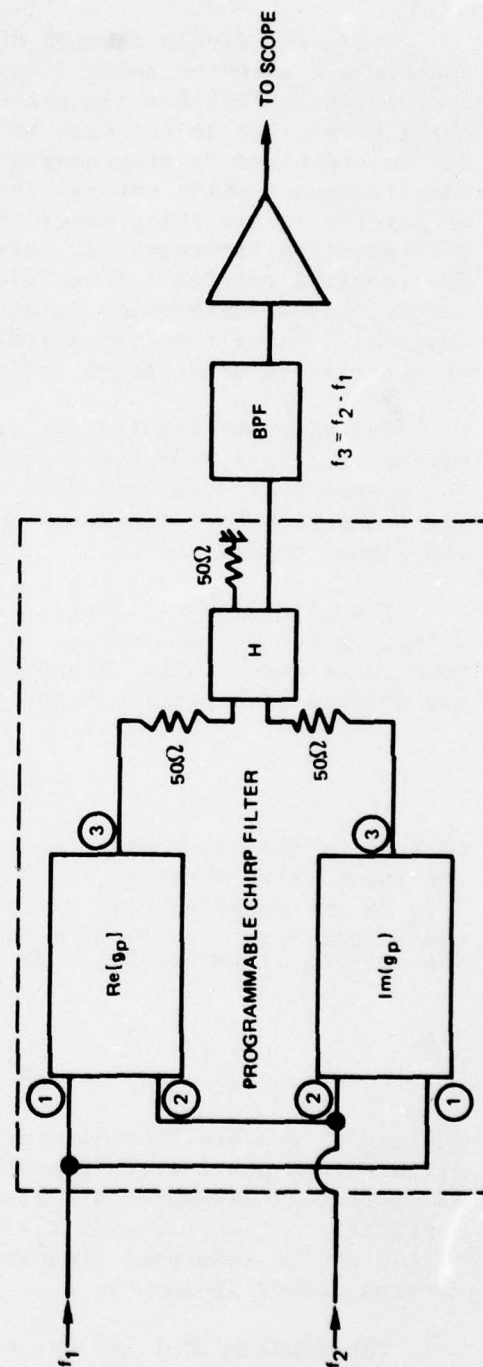 f₁
f₂
①
②
Re(gₚ)
③
②
①
Im(gₚ)
③
PROGRAMMABLE CHIRP FILTER
50Ω
50Ω
H
50Ω
BPF
f₃ = f₂ - f₁
TO SCOPE